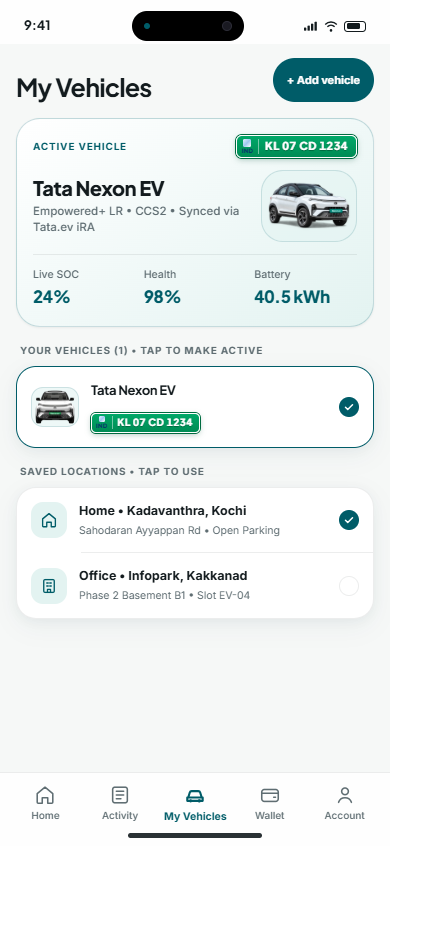 9:41
My Vehicles
+ Add vehicle
ACTIVE VEHICLE
IND KL 07 CD 1234
Tata Nexon EV
Empowered+ LR • CCS2 • Synced via
Tata.ev iRA
Live SOC
24%
Health
98%
Battery
40.5 kWh
YOUR VEHICLES (1) • TAP TO MAKE ACTIVE
Tata Nexon EV
IND KL 07 CD 1234
SAVED LOCATIONS • TAP TO USE
Home • Kadavanthra, Kochi
Sahodaran Ayyappan Rd • Open Parking
Office • Infopark, Kakkanad
Phase 2 Basement B1 • Slot EV-04
Home
Activity
My Vehicles
Wallet
Account